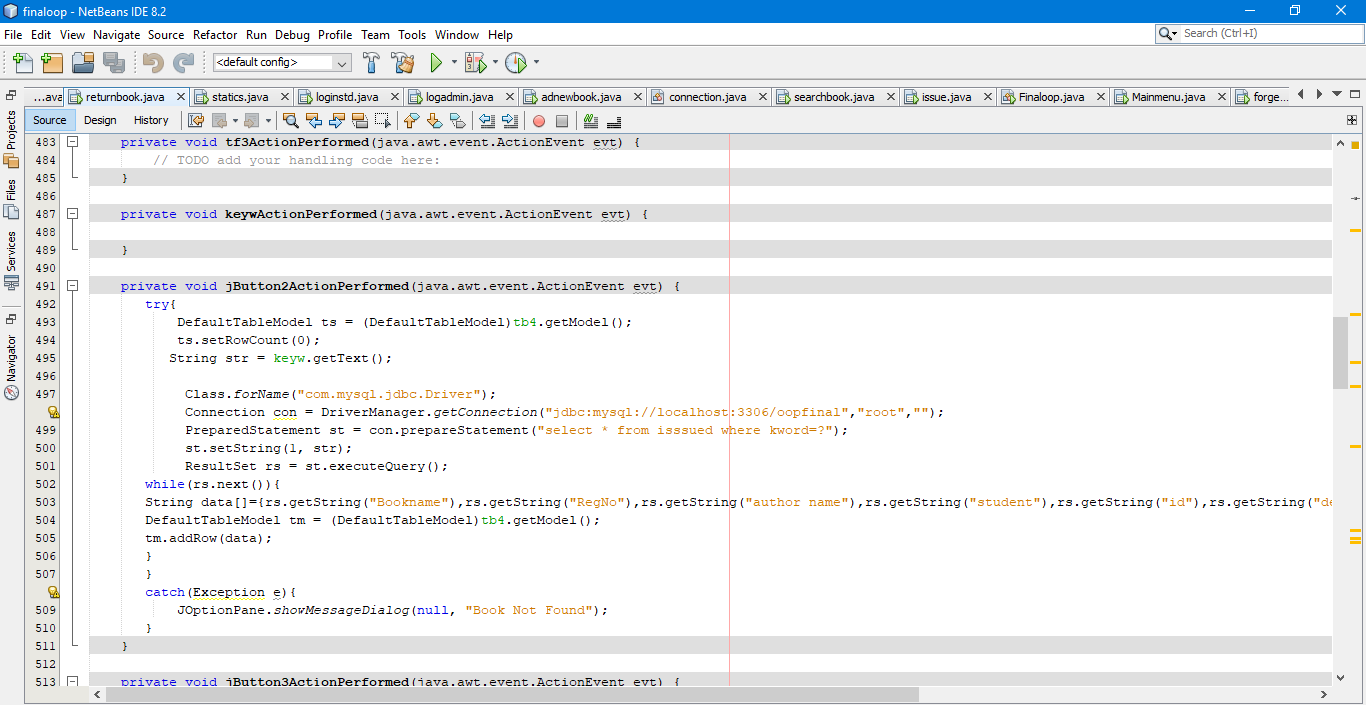 finaloop - NetBeans IDE 8.2
File Edit View Navigate Source Refactor Run Debug Profile Team Tools Window Help
Search (Ctrl+I)
<default config>
...ava returnbook.java statics.java loginstd.java logadmin.java adnewbook.java connection.java searchbook.java issue.java Finaloop.java Mainmenu.java forge...
Source Design History
Projects
Files
Services
Navigator
483 private void tf3ActionPerformed(java.awt.event.ActionEvent evt) {
484 // TODO add your handling code here:
485 }
486
487 private void keywActionPerformed(java.awt.event.ActionEvent evt) {
488
489 }
490
491 private void jButton2ActionPerformed(java.awt.event.ActionEvent evt) {
492 try{
493 DefaultTableModel ts = (DefaultTableModel)tb4.getModel();
494 ts.setRowCount(0);
495 String str = keyw.getText();
496
497 Class.forName("com.mysql.jdbc.Driver");
Connection con = DriverManager.getConnection("jdbc:mysql://localhost:3306/oopfinal","root","");
499 PreparedStatement st = con.prepareStatement("select * from isssued where kword=?");
500 st.setString(1, str);
501 ResultSet rs = st.executeQuery();
502 while(rs.next()){
503 String data[]={rs.getString("Bookname"),rs.getString("RegNo"),rs.getString("author name"),rs.getString("student"),rs.getString("id"),rs.getString("de
504 DefaultTableModel tm = (DefaultTableModel)tb4.getModel();
505 tm.addRow(data);
506 }
507 }
catch(Exception e){
509 JOptionPane.showMessageDialog(null, "Book Not Found");
510 }
511 }
512
513 private void jButton3ActionPerformed(java.awt.event.ActionEvent evt) {